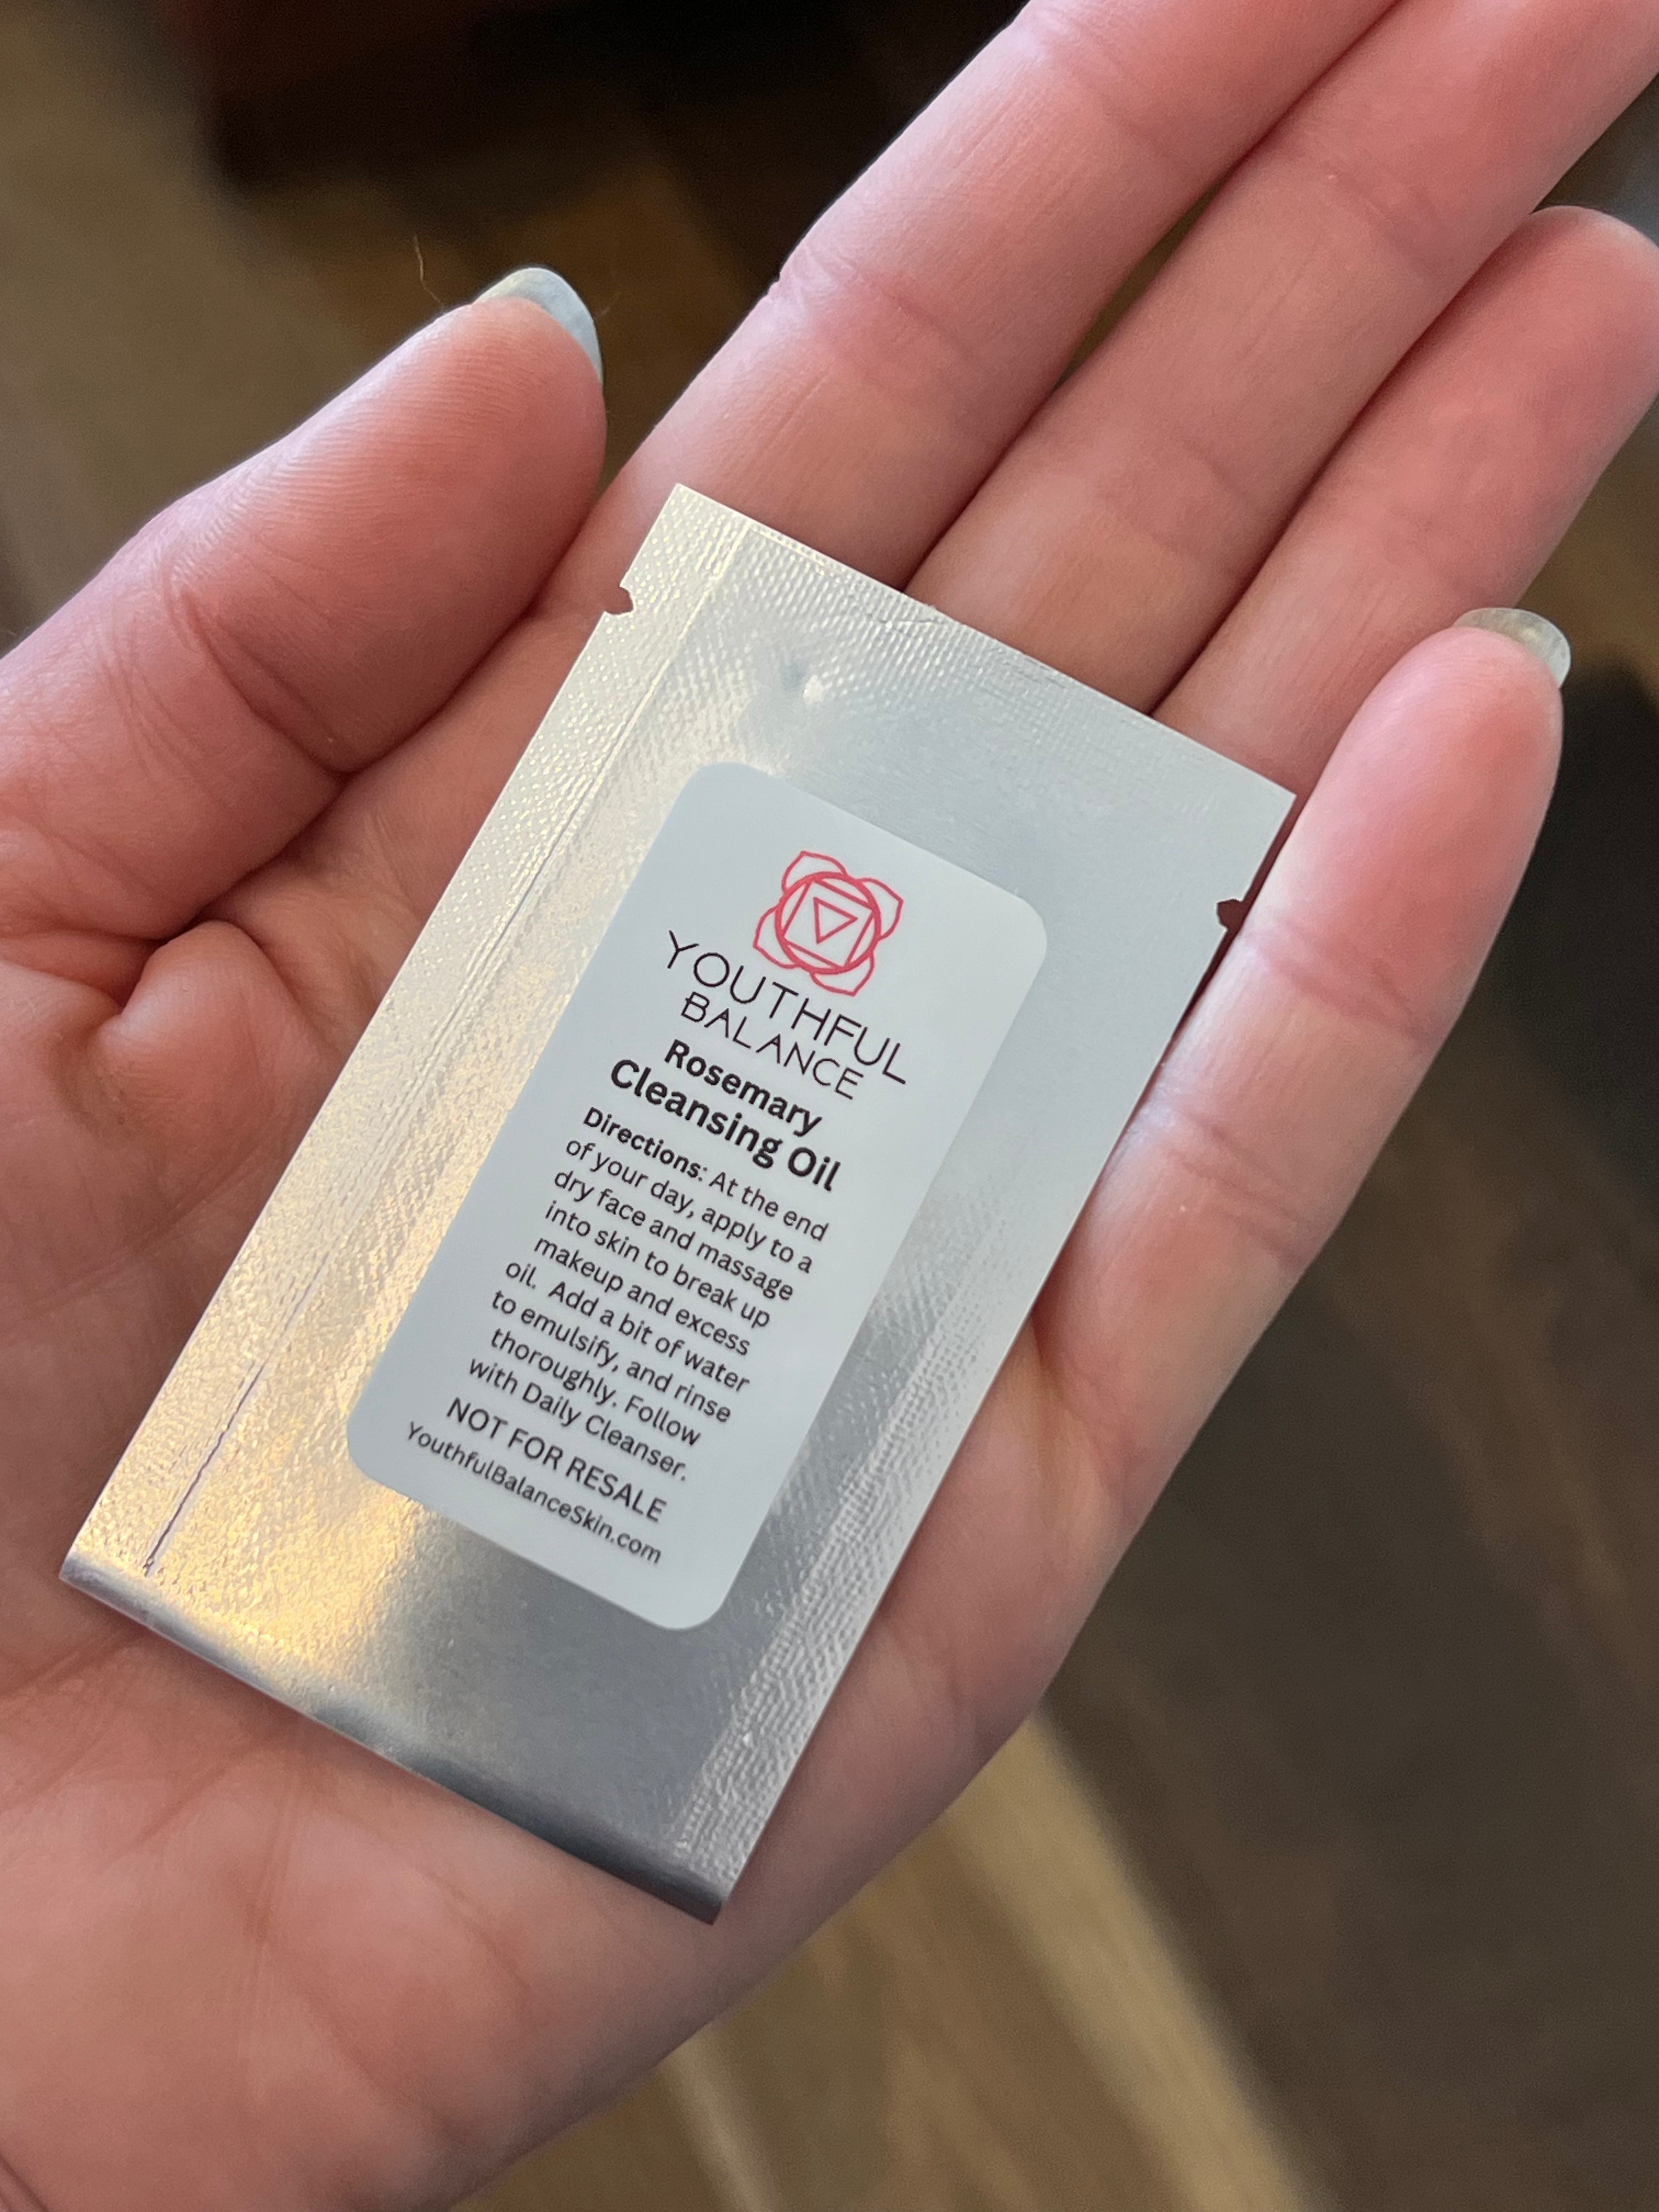 YOUTHFUL
BALANCE
Rosemary
Cleansing Oil
Directions: At the end
of your day, apply to a
dry face and massage
into skin to break up
makeup and excess
oil. Add a bit of water
to emulsify, and rinse
thoroughly. Follow
with Daily Cleanser.
NOT FOR RESALE
YouthfulBalanceSkin.com